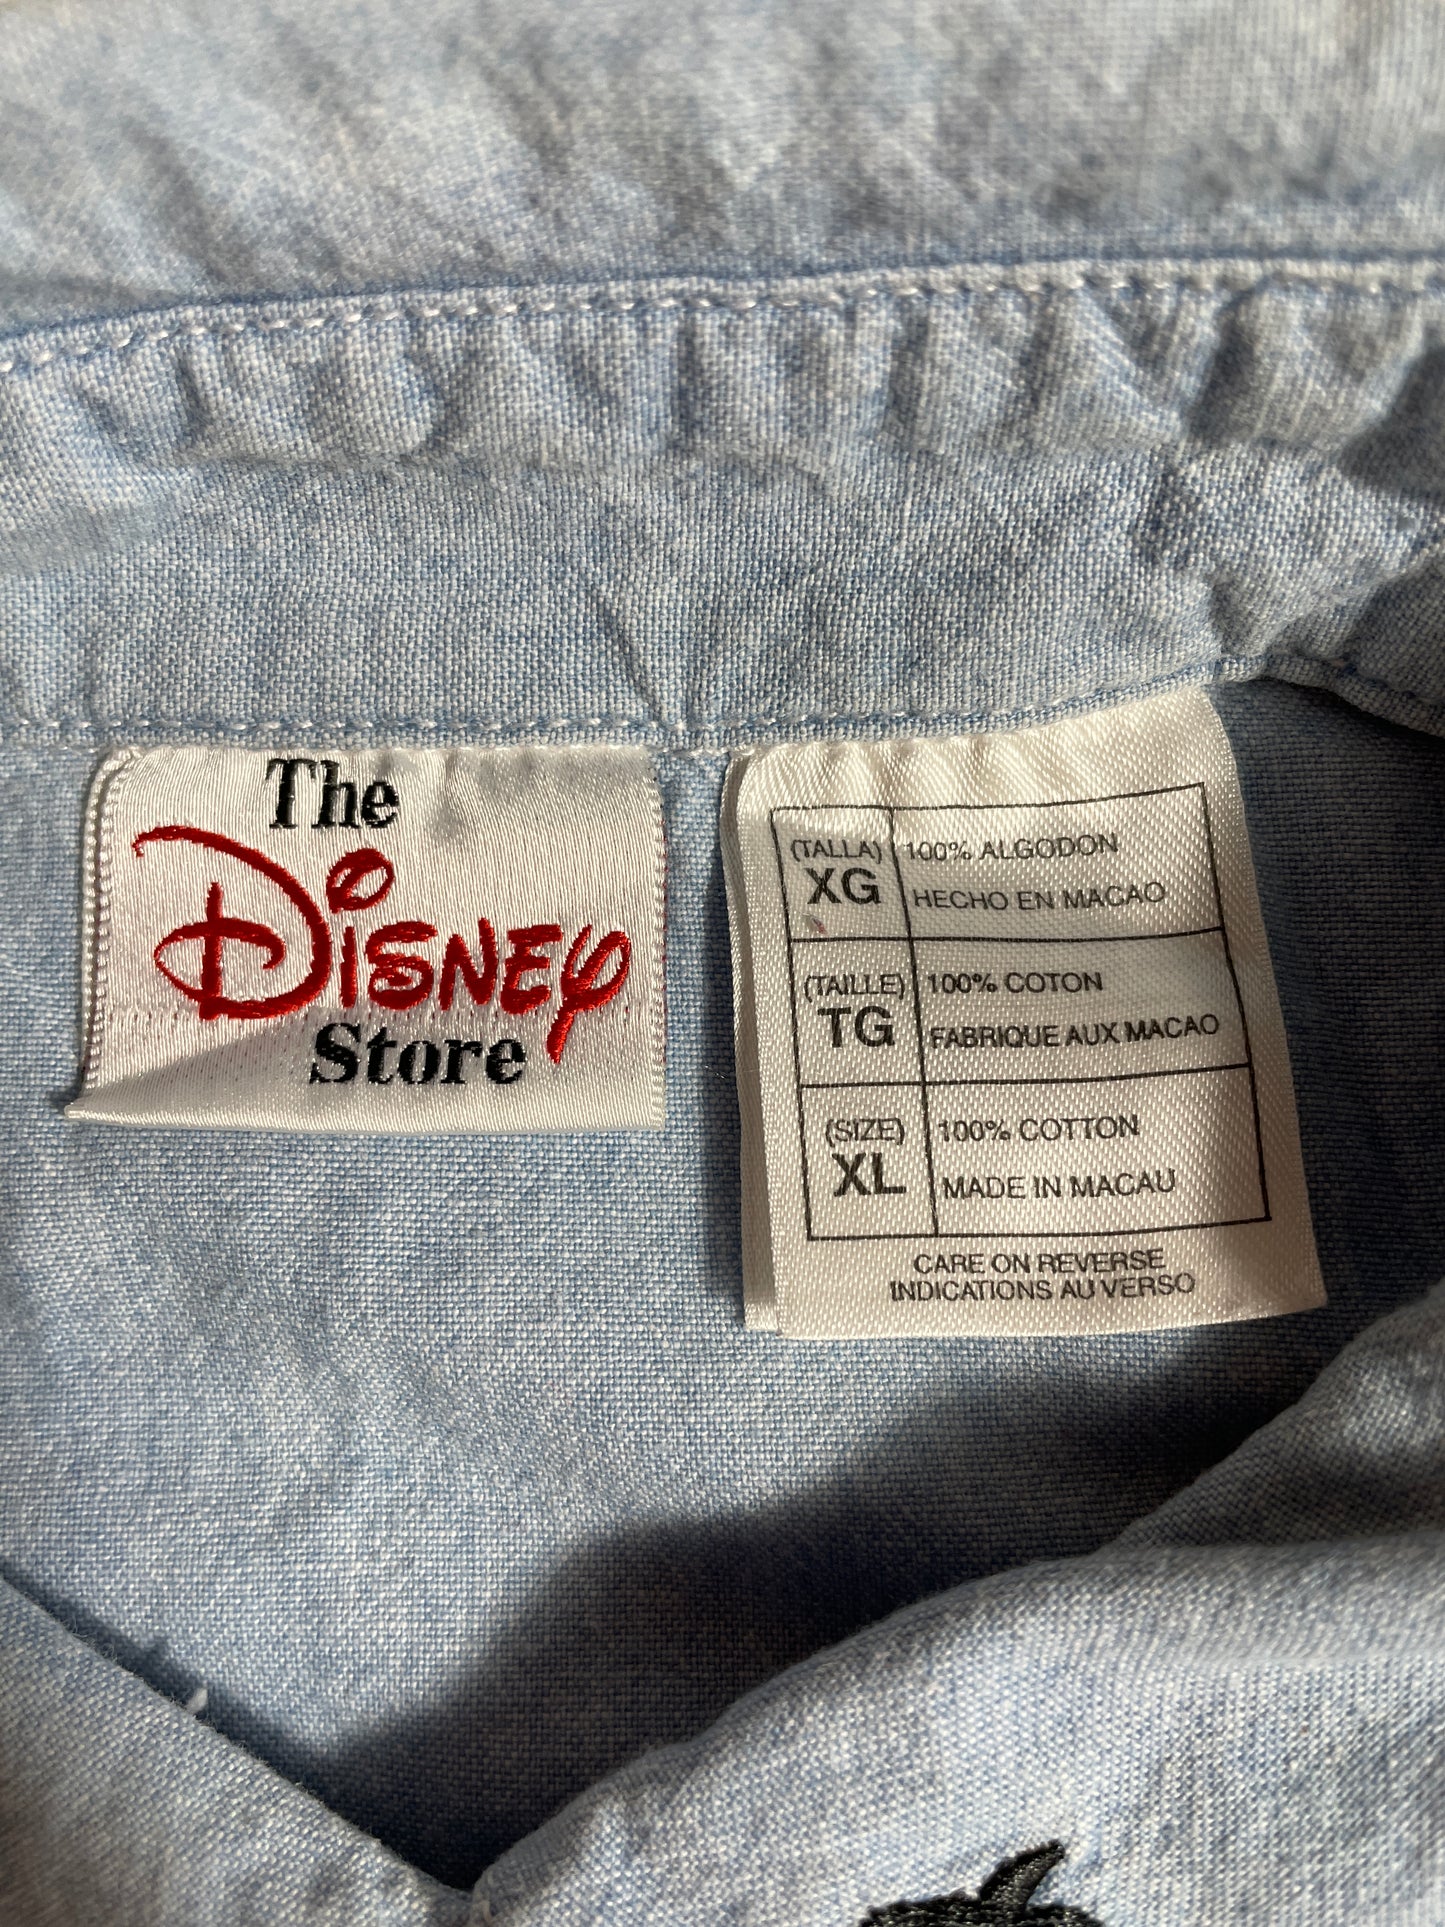 The
Disney
Store
(TALLA) 100% ALGODON
XG HECHO EN MACAO
(TAILLE) 100% COTON
TG FABRIQUE AUX MACAO
(SIZE) 100% COTTON
XL MADE IN MACAU
CARE ON REVERSE
INDICATIONS AU VERSO